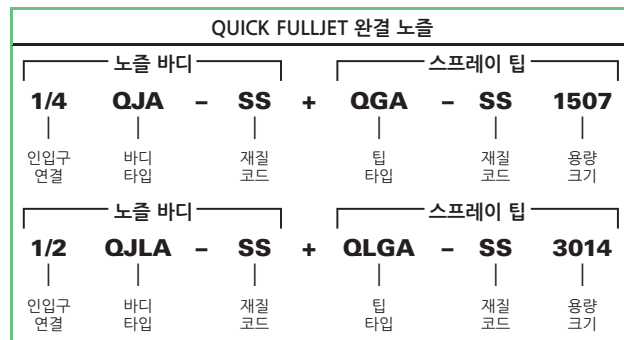 QUICK FULLJET 완결 노즐
노즐 바디 스프레이 팁
1/4 QJA – SS + QGA – SS 1507
인입구 바디 재질 팁 재질 용량
연결 타입 코드 타입 코드 크기
노즐 바디 스프레이 팁
1/2 QJLA – SS + QLGA – SS 3014
인입구 바디 재질 팁 재질 용량
연결 타입 코드 타입 코드 크기